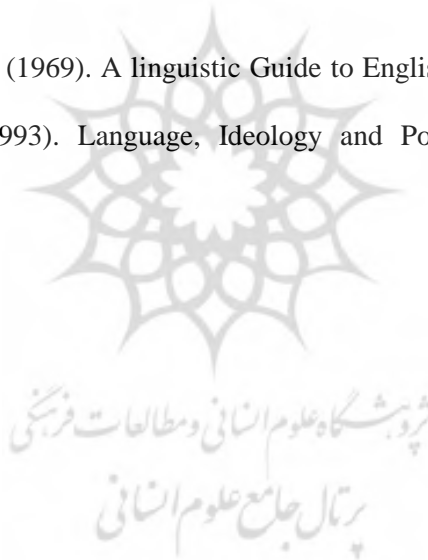 (1969). A linguistic Guide to Englis
993). Language, Ideology and Po
پژوهشگاه علوم انسانی و مطالعات فرهنگی
پرتال جامع علوم انسانی